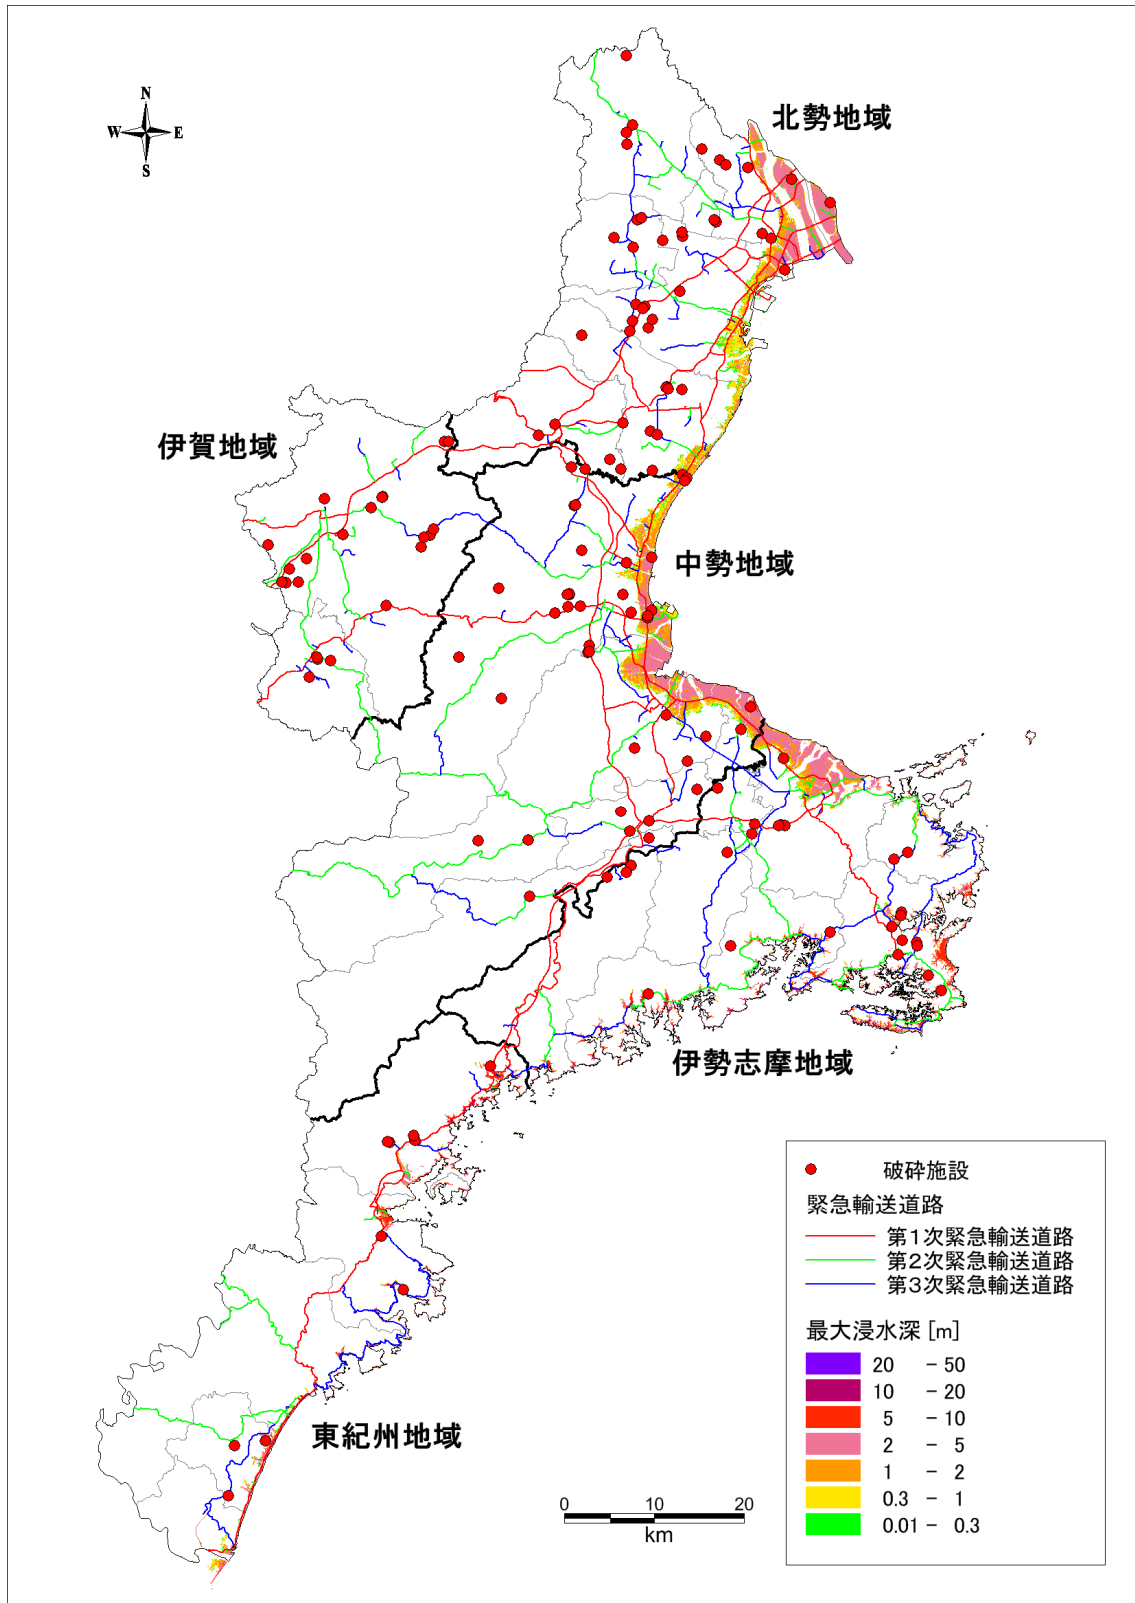 N
W E
S
北勢地域
伊賀地域
中勢地域
伊勢志摩地域
東紀州地域
破砕施設
緊急輸送道路
第1次緊急輸送道路
第2次緊急輸送道路
第3次緊急輸送道路
最大浸水深 [m]
20 - 50
10 - 20
5 - 10
2 - 5
1 - 2
0.3 - 1
0.01 - 0.3
0 10 20
km